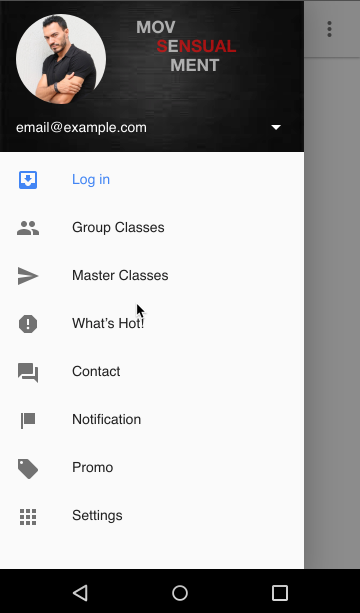 MOV
SENSUAL
MENT
email@example.com
Log in
Group Classes
Master Classes
What's Hot!
Contact
Notification
Promo
Settings